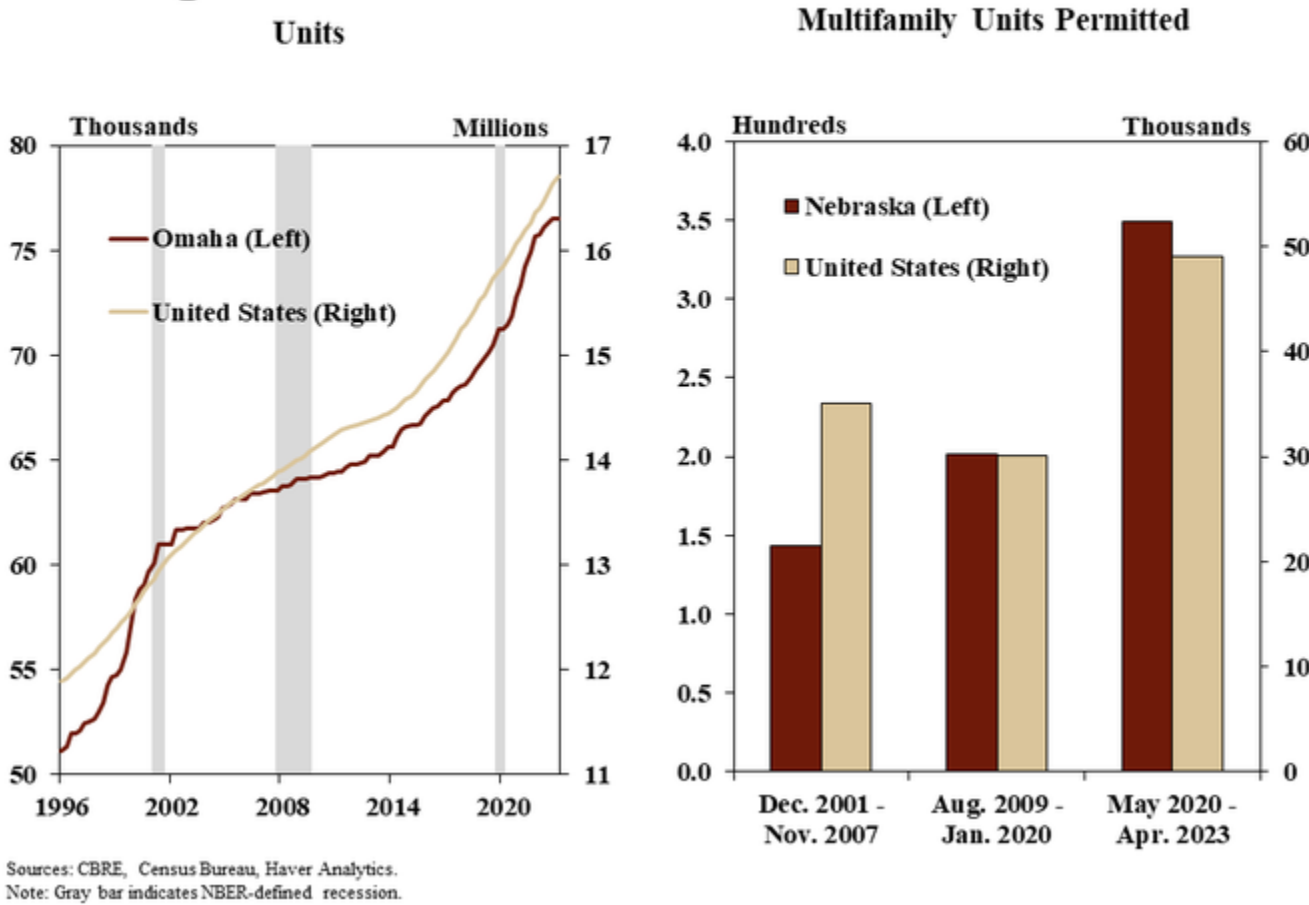 Units
Thousands
Millions
80
75
70
65
60
55
50
17
16
15
14
13
12
11
Omaha (Left)
United States (Right)
1996
2002
2008
2014
2020
Multifamily Units Permitted
Hundreds
Thousands
4.0
3.5
3.0
2.5
2.0
1.5
1.0
0.5
0.0
60
50
40
30
20
10
0
Nebraska (Left)
United States (Right)
Dec. 2001 -
Nov. 2007
Aug. 2009 -
Jan. 2020
May 2020 -
Apr. 2023
Sources: CBRE, Census Bureau, Haver Analytics.
Note: Gray bar indicates NBER-defined recession.